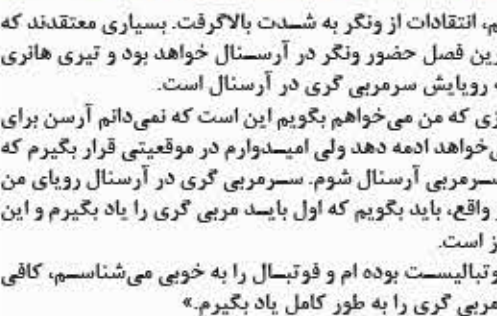 م، انتقادات از ونگر به شدت بالاگرفت. بسیاری معتقدند که
رین فصل حضور ونگر در آرسنال خواهد بود و تیری هانری
ه رویایش سرمربی گری در آرسنال است.
زی که من می‌خواهم بگویم این است که نمی‌دانم آرسن برای
ی‌خواهد ادمه دهد ولی امیدوارم در موقعیتی قرار بگیرم که
سرمربی آرسنال شوم. سرمربی گری در آرسنال رویای من
ر واقع، باید بگویم که اول بایـد مربی گری را یاد بگیرم و این
ز است.
وتبالیست بوده ام و فوتبال را به خوبی می‌شناسم، کافی
مربی گری را به طور کامل یاد بگیرم.»